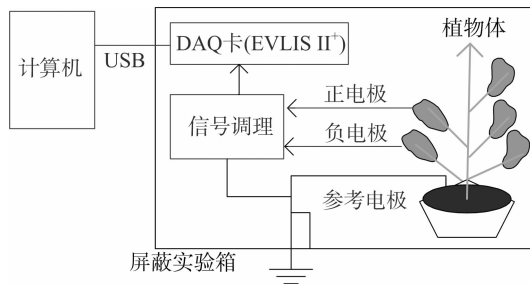 植物体
DAQ卡(EVLIS II⁺)
计算机
USB
正电极
信号调理
负电极
参考电极
屏蔽实验箱